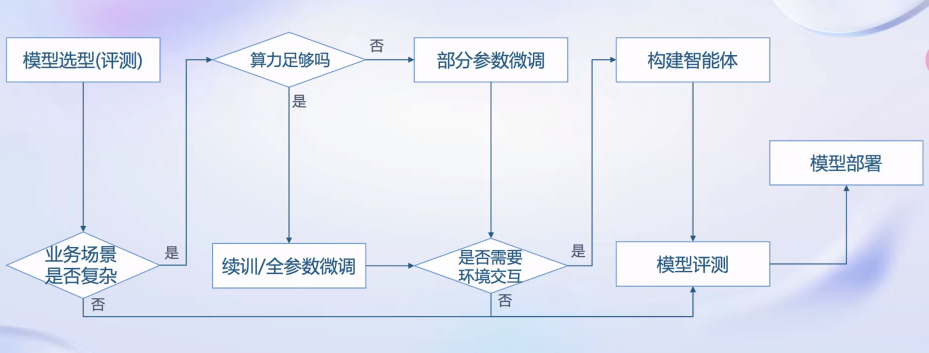 模型选型(评测)
算力足够吗
否
部分参数微调
构建智能体
是
模型部署
业务场景
是否复杂
是
续训/全参数微调
是否需要
环境交互
是
模型评测
否
否